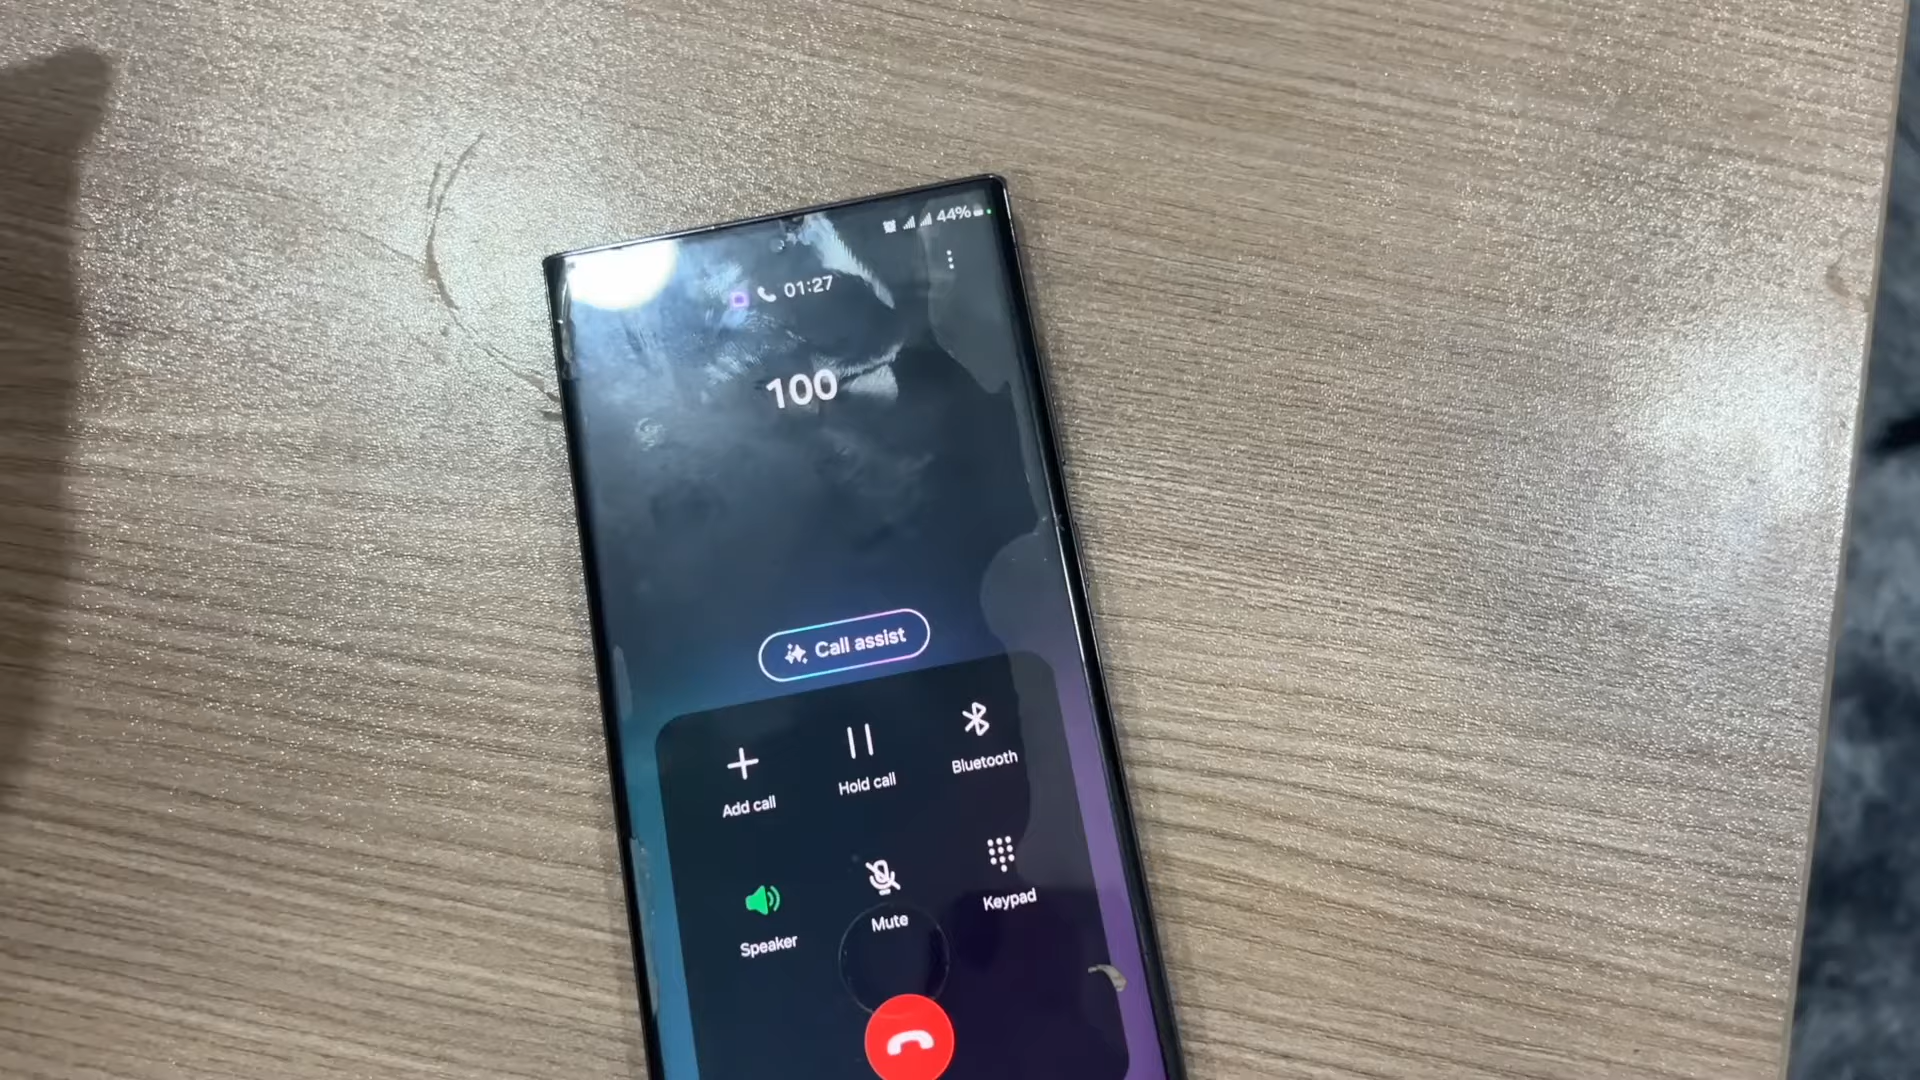 44%
01:27
100
Call assist
Add call
Hold call
Bluetooth
Speaker
Mute
Keypad